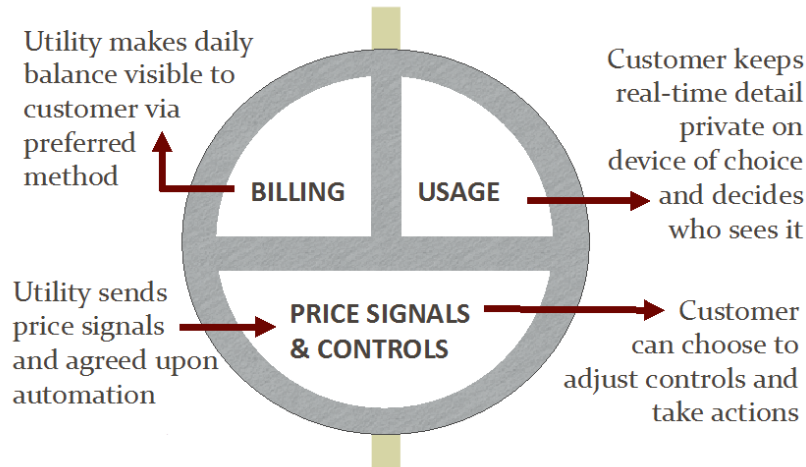 Utility makes daily
balance visible to
customer via
preferred
method
Customer keeps
real-time detail
private on
device of choice
and decides
who sees it
BILLING
USAGE
Utility sends
price signals
and agreed upon
automation
PRICE SIGNALS
& CONTROLS
Customer
can choose to
adjust controls and
take actions